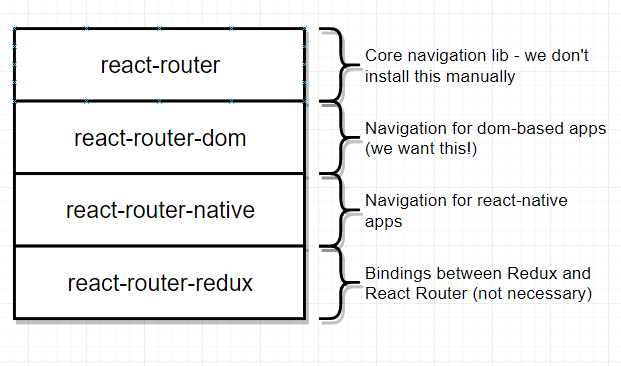 react-router
Core navigation lib - we don't
install this manually
react-router-dom
Navigation for dom-based apps
(we want this!)
react-router-native
Navigation for react-native
apps
react-router-redux
Bindings between Redux and
React Router (not necessary)